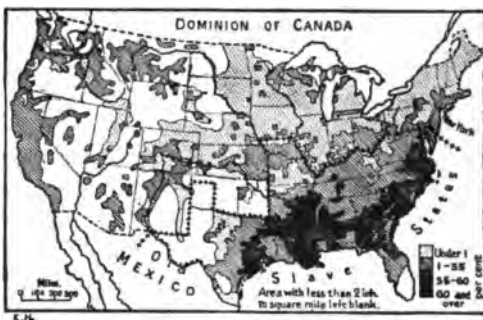 DOMINION OF CANADA
New York
Slave States
MEXICO
Miles
Under 1
1-35
35-60
60 and over
per cent
Area with less than 2 inh. to square mile left blank.